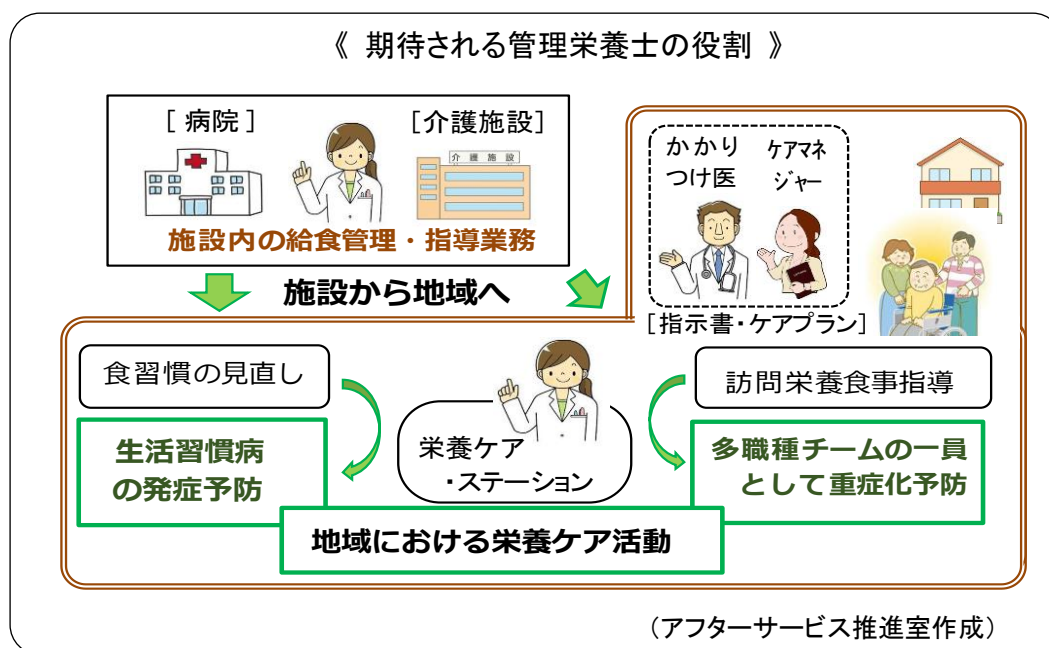 《 期待される管理栄養士の役割 》
[ 病院 ]
[介護施設]
介護施設
施設内の給食管理・指導業務
かかり
つけ医
ケアマネ
ジャー
[指示書・ケアプラン]
施設から地域へ
食習慣の見直し
生活習慣病
の発症予防
栄養ケア
・ステーション
訪問栄養食事指導
多職種チームの一員
として重症化予防
地域における栄養ケア活動
（アフターサービス推進室作成）